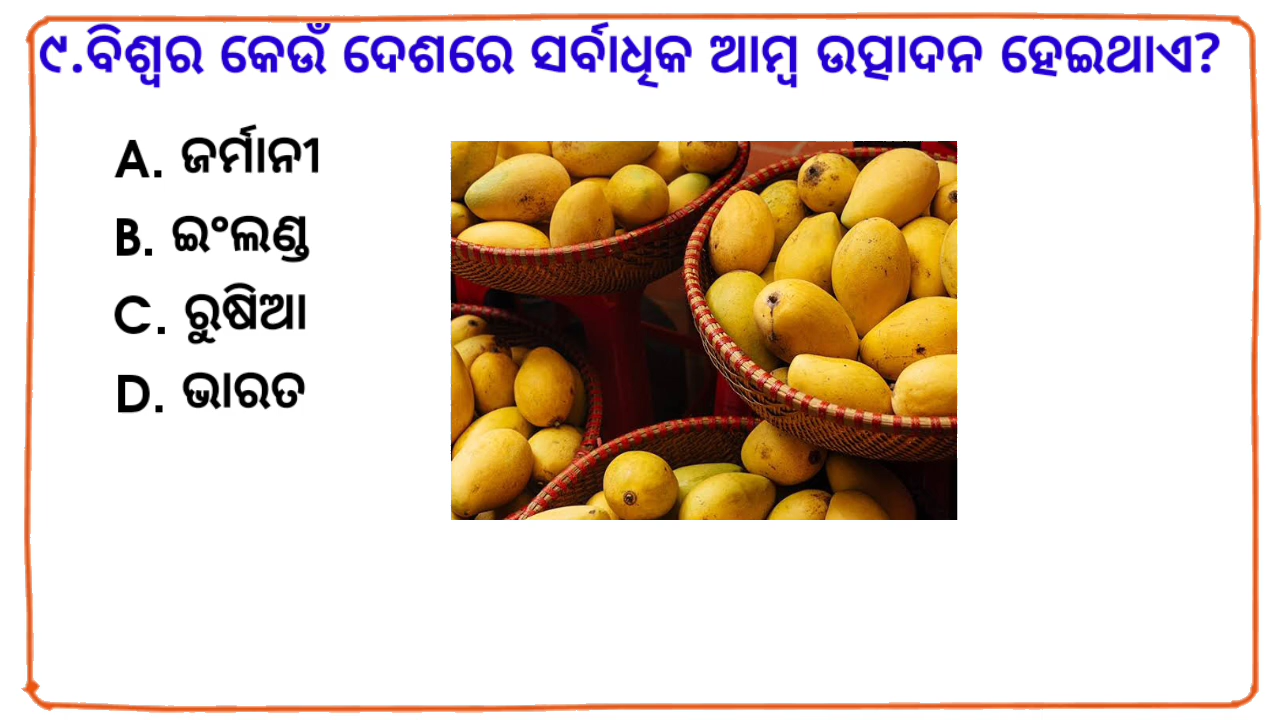 ୯.ବିଶ୍ୱର କେଉଁ ଦେଶରେ ସର୍ବାଧିକ ଆମ୍ବ ଉତ୍ପାଦନ ହେଇଥାଏ?
A. ଜର୍ମାନୀ
B. ଇଂଲଣ୍ଡ
C. ରୁଷିଆ
D. ଭାରତ